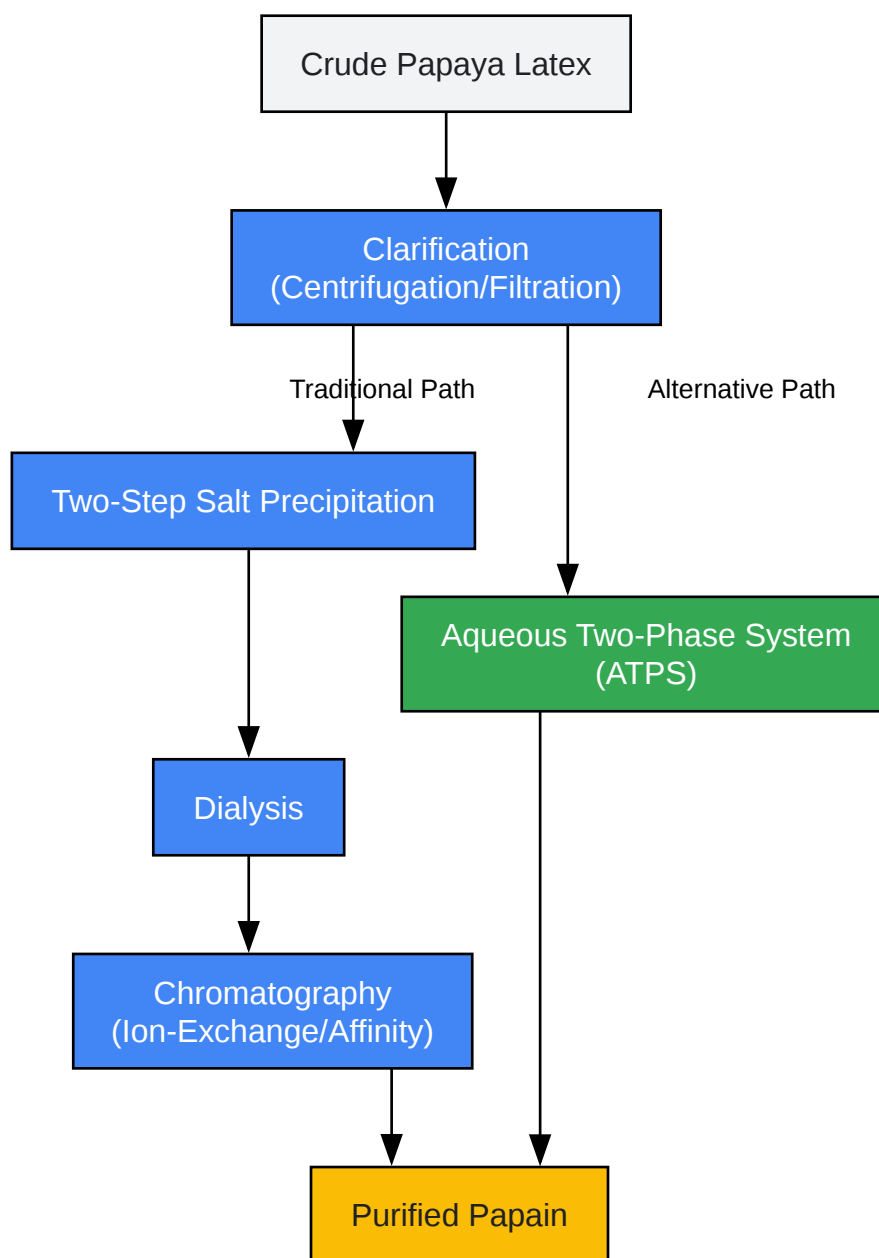 Crude Papaya Latex
Clarification
(Centrifugation/Filtration)
Traditional Path
Alternative Path
Two-Step Salt Precipitation
Aqueous Two-Phase System
(ATPS)
Dialysis
Chromatography
(Ion-Exchange/Affinity)
Purified Papain